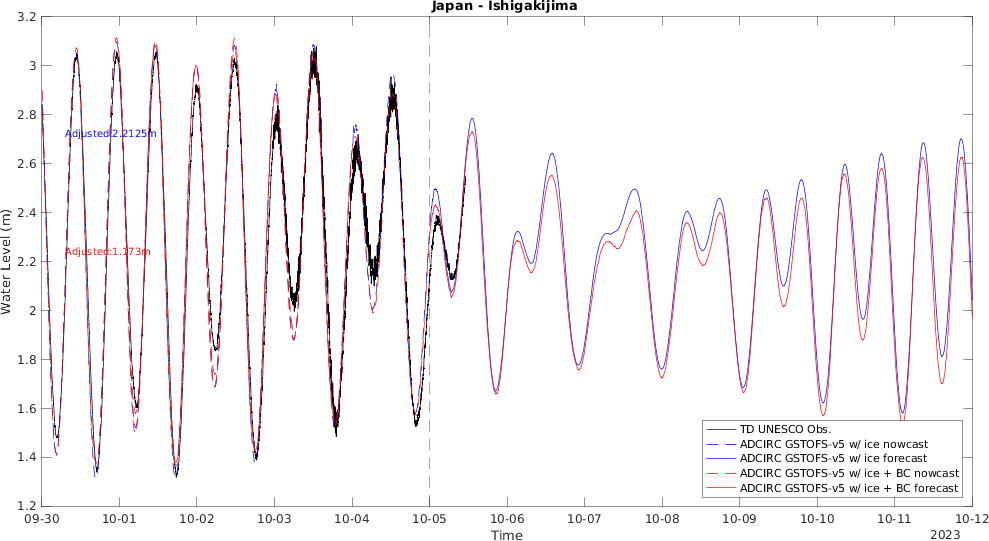 Japan - Ishigakijima
3.2
3
2.8
2.6
2.4
2.2
2
1.8
1.6
1.4
1.2
Water Level (m)
Adjusted:2.2125m
Adjusted:1.173m
TD UNESCO Obs.
ADCIRC GSTOFS-v5 w/ ice nowcast
ADCIRC GSTOFS-v5 w/ ice forecast
ADCIRC GSTOFS-v5 w/ ice + BC nowcast
ADCIRC GSTOFS-v5 w/ ice + BC forecast
09-30 10-01 10-02 10-03 10-04 10-05 10-06 10-07 10-08 10-09 10-10 10-11 10-12
Time
2023